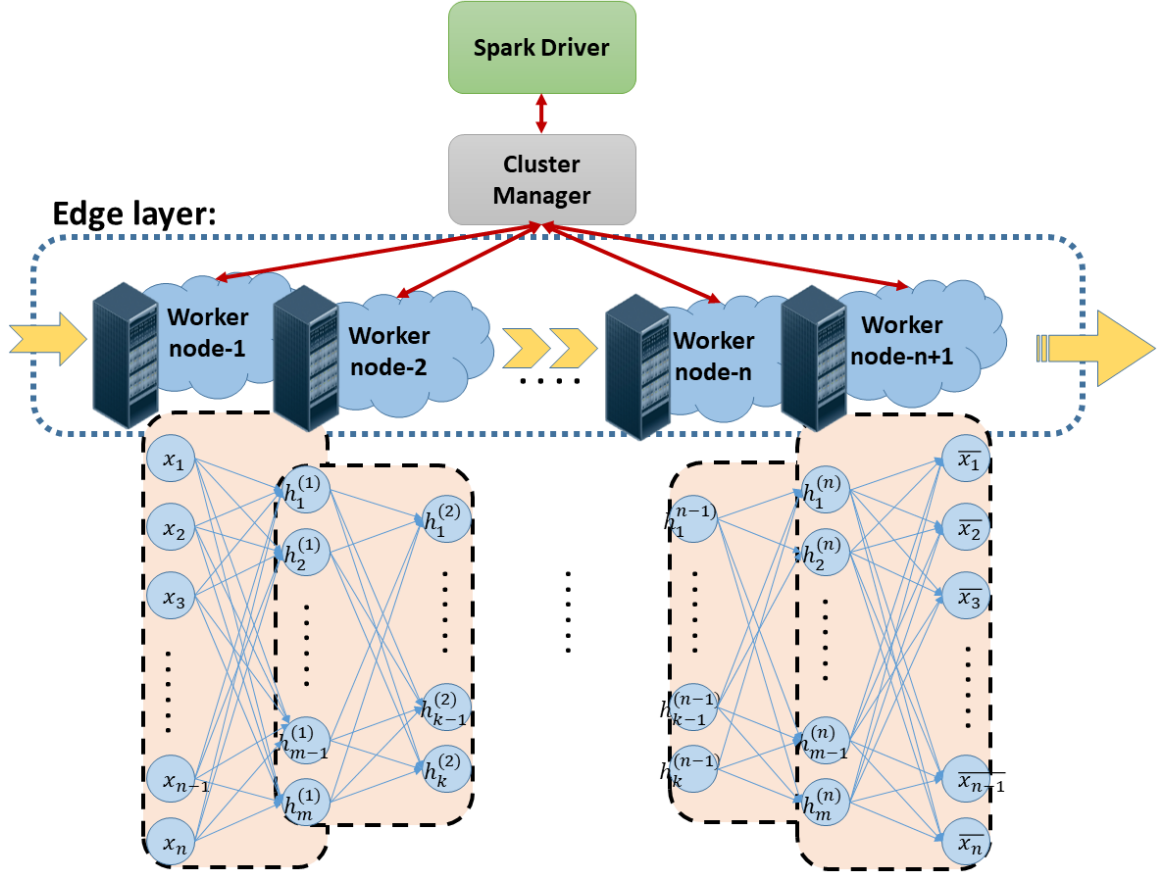 Spark Driver
Cluster
Manager
Edge layer:
Worker
node-1
Worker
node-2
. . . .
Worker
node-n
Worker
node-n+1
x₁
x₂
x₃
xₙ₋₁
xₙ
h₁⁽¹⁾
h₂⁽¹⁾
hₘ₋₁⁽¹⁾
hₘ⁽¹⁾
h₁⁽²⁾
hₖ₋₁⁽²⁾
hₖ⁽²⁾
h₁⁽ⁿ⁻¹⁾
hₖ₋₁⁽ⁿ⁻¹⁾
hₖ⁽ⁿ⁻¹⁾
h₁⁽ⁿ⁾
h₂⁽ⁿ⁾
hₘ₋₁⁽ⁿ⁾
hₘ⁽ⁿ⁾
x̅₁
x̅₂
x̅₃
x̅ₙ₋₁
x̅ₙ